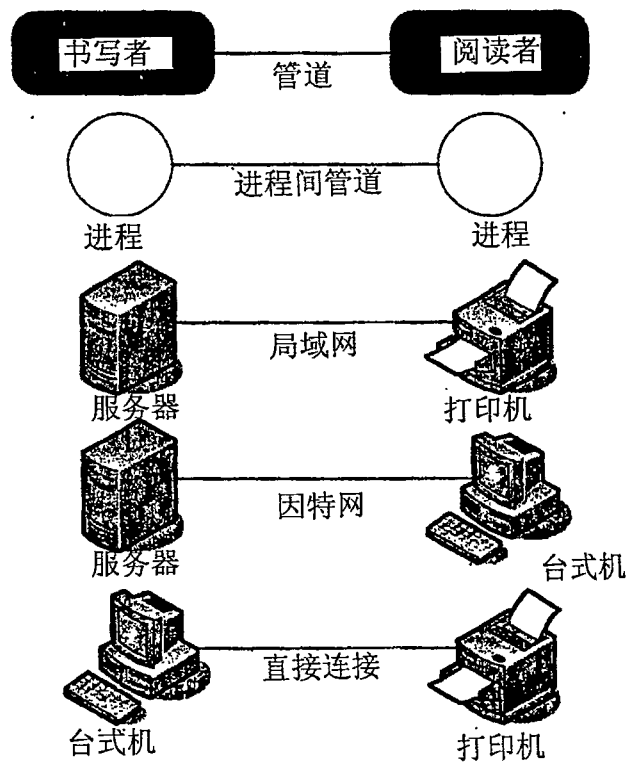 书写者
阅读者
管道
进程间管道
进程
进程
局域网
服务器
打印机
因特网
服务器
台式机
直接连接
台式机
打印机